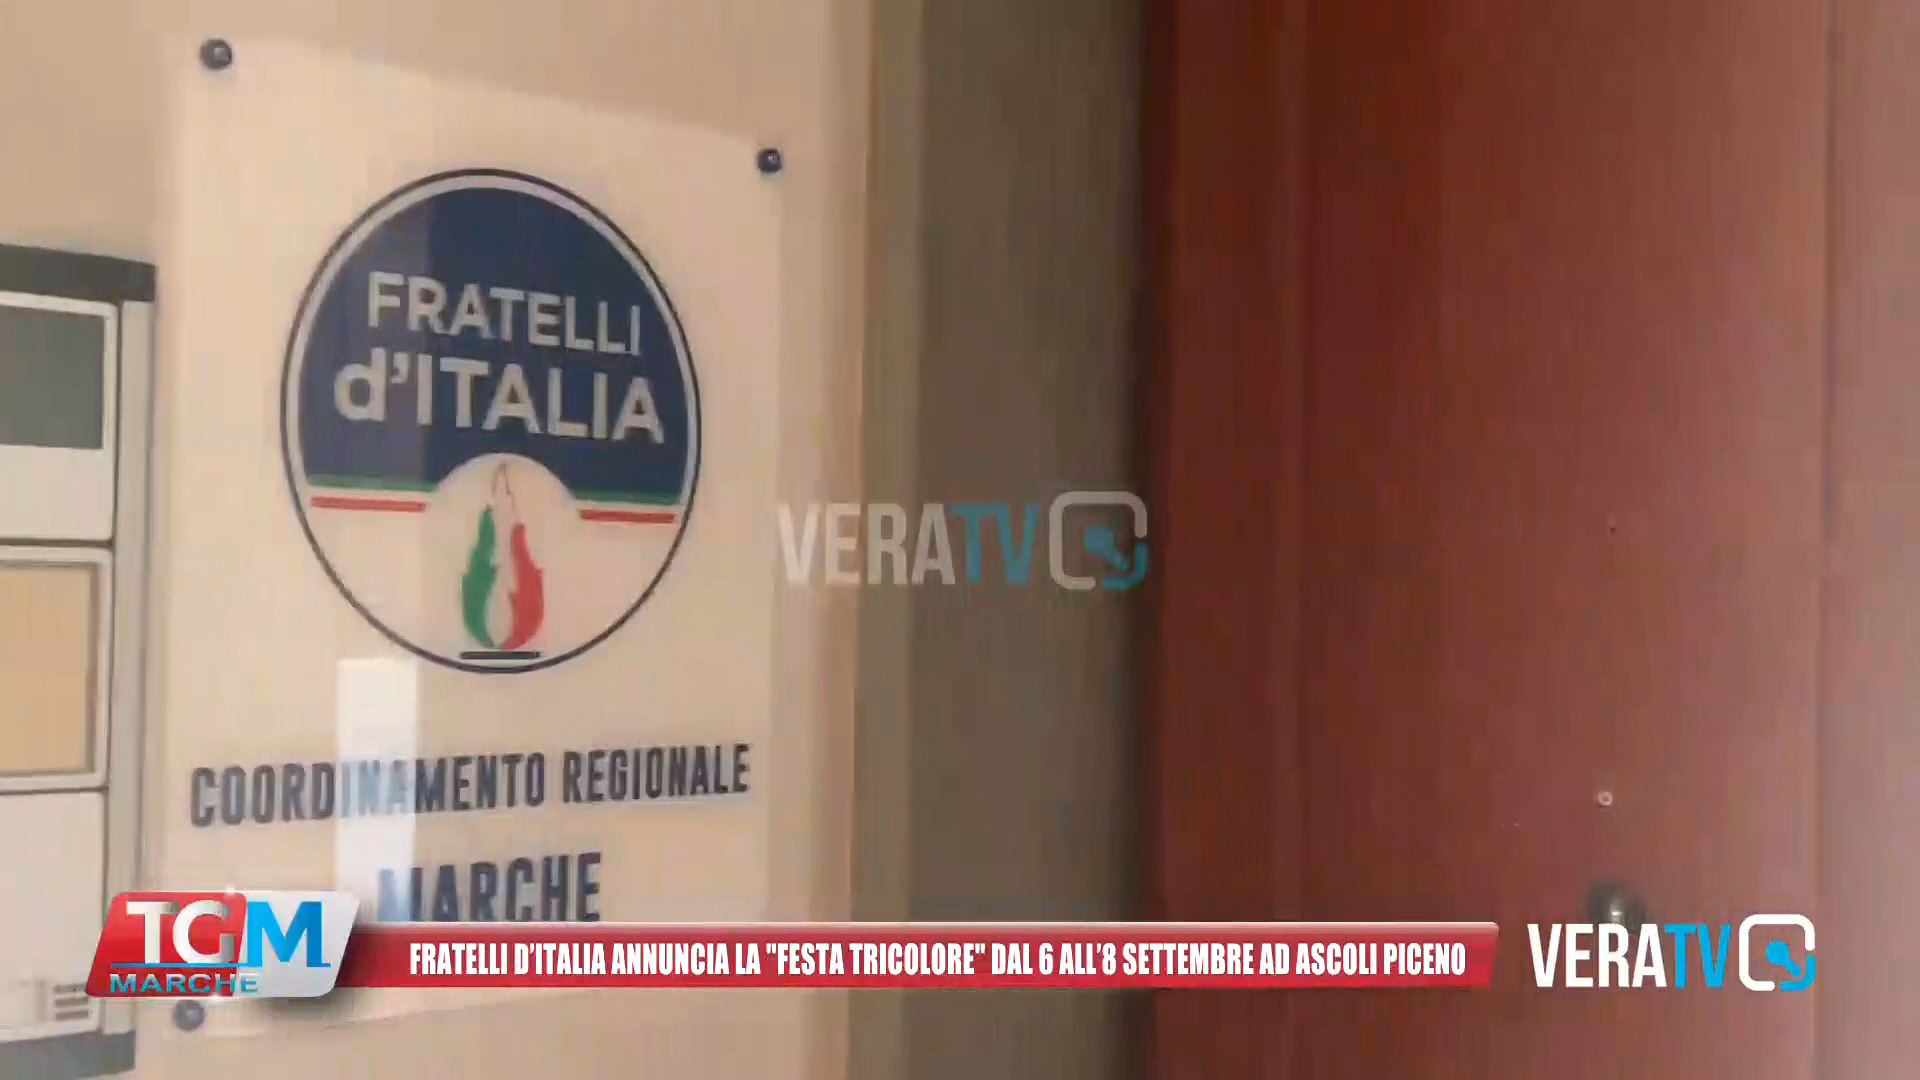 FRATELLI
d'ITALIA
VERATV
COORDINAMENTO REGIONALE
MARCHE
TGM
MARCHE
FRATELLI D'ITALIA ANNUNCIA LA "FESTA TRICOLORE" DAL 6 ALL'8 SETTEMBRE AD ASCOLI PICENO
VERATV